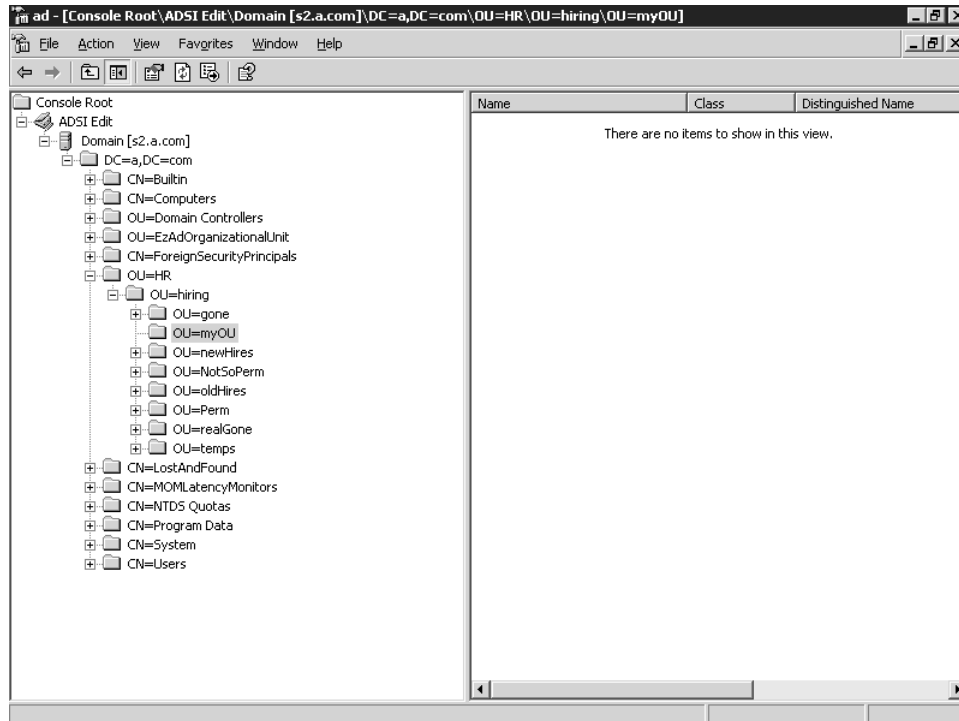 ad - [Console Root\ADSI Edit\Domain [s2.a.com]\DC=a,DC=com\OU=HR\OU=hiring\OU=myOU]
File Action View Favorites Window Help
Console Root
ADSI Edit
Domain [s2.a.com]
DC=a,DC=com
CN=Builtin
CN=Computers
OU=Domain Controllers
OU=EzAdOrganizationalUnit
CN=ForeignSecurityPrincipals
OU=HR
OU=hiring
OU=gone
OU=myOU
OU=newHires
OU=NotSoPerm
OU=oldHires
OU=Perm
OU=realGone
OU=temps
CN=LostAndFound
CN=MOMLatencyMonitors
CN=NTDS Quotas
CN=Program Data
CN=System
CN=Users
Name Class Distinguished Name
There are no items to show in this view.